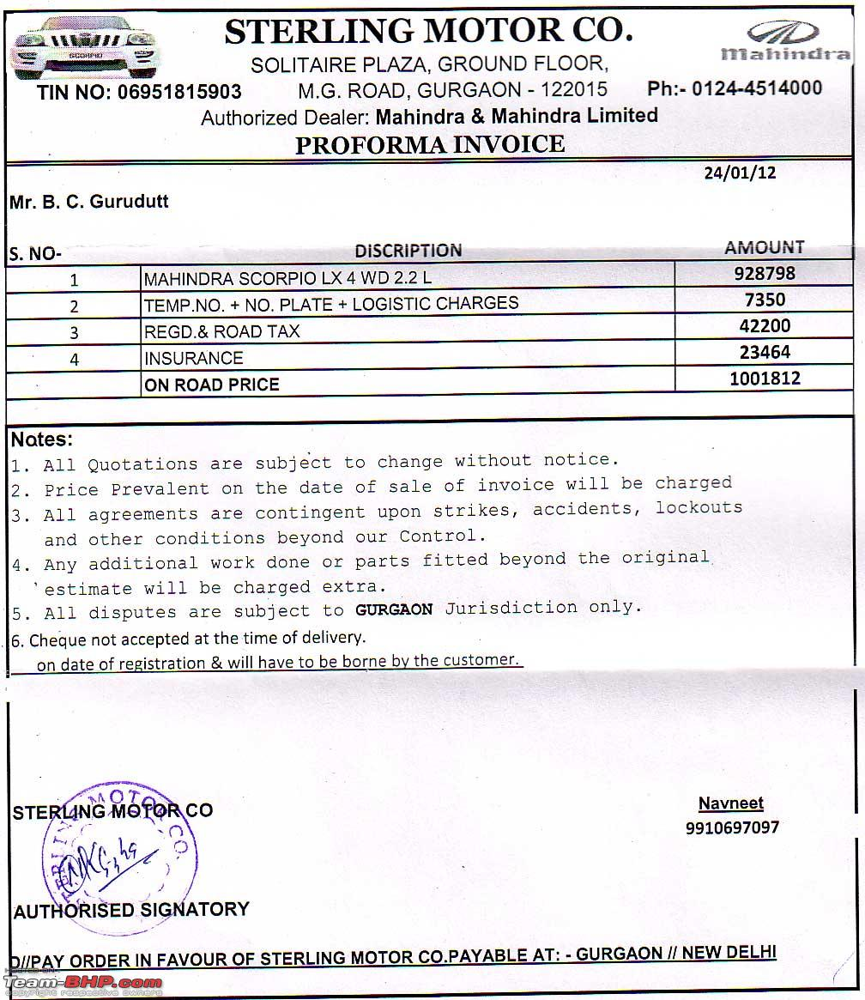 SCORPIO
STERLING MOTOR CO.
Mahindra
SOLITAIRE PLAZA, GROUND FLOOR,
TIN NO: 06951815903 M.G. ROAD, GURGAON - 122015 Ph:- 0124-4514000
Authorized Dealer: Mahindra & Mahindra Limited
PROFORMA INVOICE
24/01/12
Mr. B. C. Gurudutt
S. NO- DISCRIPTION AMOUNT
1 MAHINDRA SCORPIO LX 4 WD 2.2 L 928798
2 TEMP.NO. + NO. PLATE + LOGISTIC CHARGES 7350
3 REGD.& ROAD TAX 42200
4 INSURANCE 23464
ON ROAD PRICE 1001812
Notes:
1. All Quotations are subject to change without notice.
2. Price Prevalent on the date of sale of invoice will be charged
3. All agreements are contingent upon strikes, accidents, lockouts
and other conditions beyond our Control.
4. Any additional work done or parts fitted beyond the original
estimate will be charged extra.
5. All disputes are subject to GURGAON Jurisdiction only.
6. Cheque not accepted at the time of delivery.
on date of registration & will have to be borne by the customer.
STERLING MOTOR CO
STERLING MOTOR CO.
Navneet
9910697097
AUTHORISED SIGNATORY
D//PAY ORDER IN FAVOUR OF STERLING MOTOR CO.PAYABLE AT: - GURGAON // NEW DELHI
HOSTED ON
Team-BHP.com
copyright respective owners